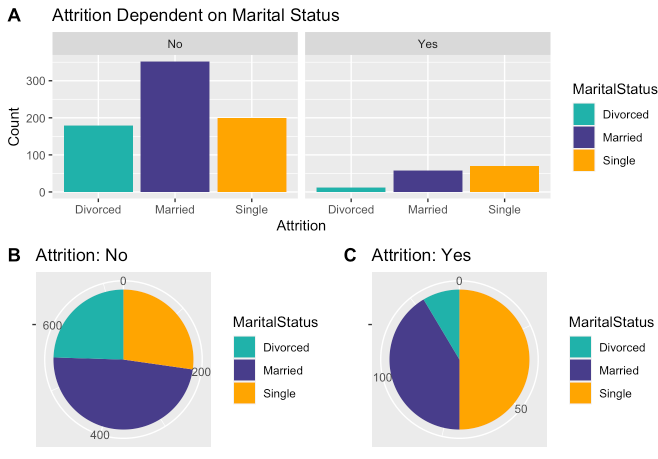 A Attrition Dependent on Marital Status
No Yes
300
200
100
0
Count
Divorced Married Single Divorced Married Single
Attrition
MaritalStatus
Divorced
Married
Single
B Attrition: No
0
600
200
400
MaritalStatus
Divorced
Married
Single
C Attrition: Yes
0
100
50
MaritalStatus
Divorced
Married
Single